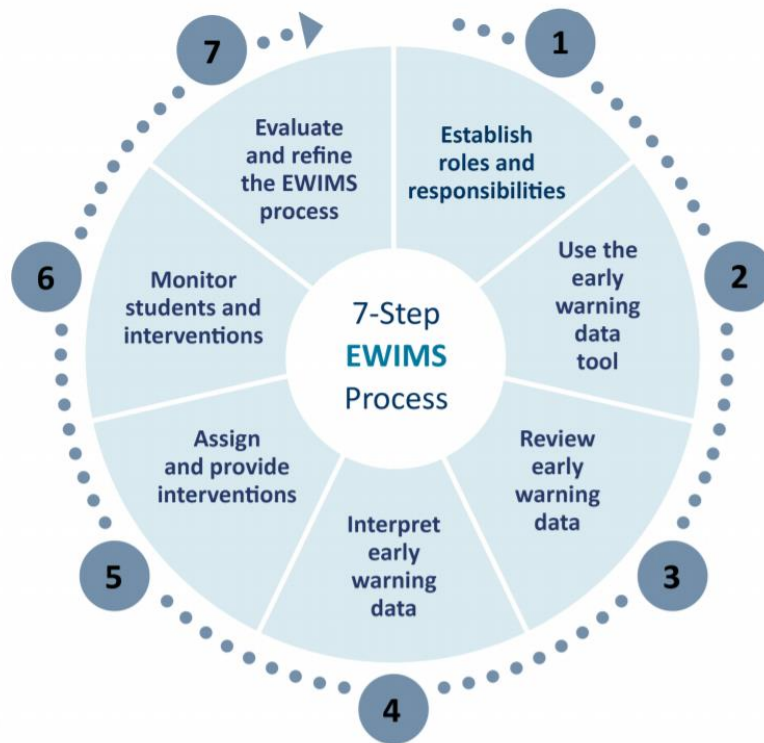 7-Step
EWIMS
Process
1
Establish
roles and
responsibilities
2
Use the
early
warning
data
tool
3
Review
early
warning
data
4
Interpret
early
warning
data
5
Assign
and provide
interventions
6
Monitor
students and
interventions
7
Evaluate
and refine
the EWIMS
process